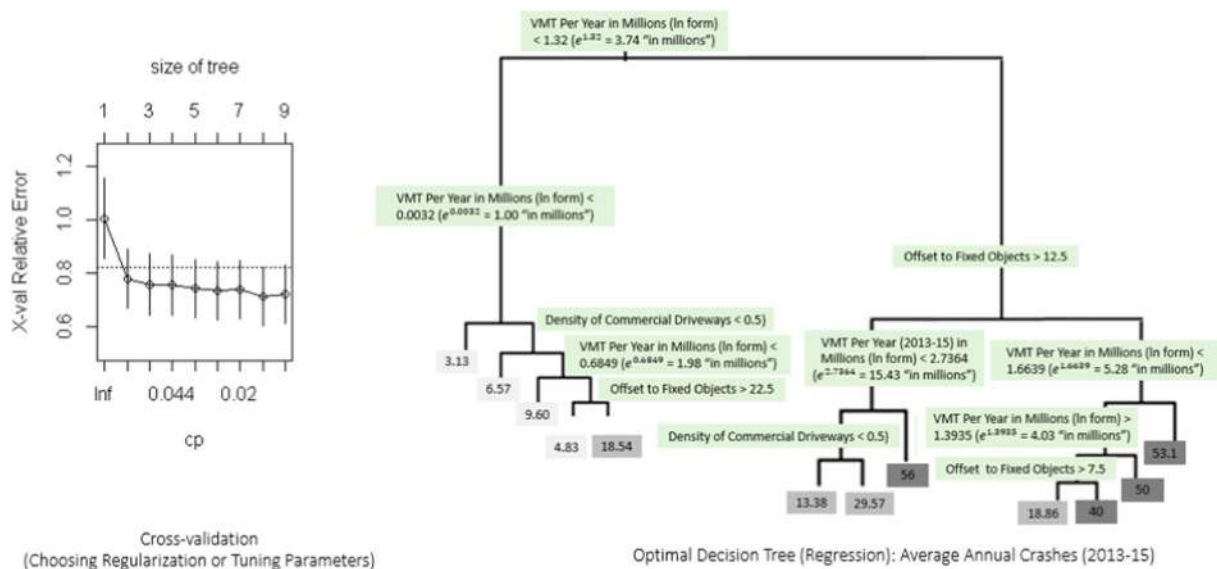 size of tree
1 3 5 7 9
X-val Relative Error
1.2
1.0
0.8
0.6
Inf 0.044 0.02
cp
Cross-validation
(Choosing Regularization or Tuning Parameters)
VMT Per Year in Millions (ln form)
< 1.32 (e^1.32 = 3.74 "in millions")
VMT Per Year in Millions (ln form) <
0.0032 (e^0.0032 = 1.00 "in millions")
Offset to Fixed Objects > 12.5
Density of Commercial Driveways < 0.5)
3.13
VMT Per Year in Millions (ln form) <
0.6849 (e^0.6849 = 1.98 "in millions")
6.57
Offset to Fixed Objects > 22.5
9.60
4.83 18.54
VMT Per Year (2013-15) in
Millions (ln form) < 2.7364
(e^2.7364 = 15.43 "in millions")
Density of Commercial Driveways < 0.5)
56
13.38 29.57
VMT Per Year in Millions (ln form) <
1.6639 (e^1.6639 = 5.28 "in millions")
VMT Per Year in Millions (ln form) >
1.3935 (e^1.3935 = 4.03 "in millions")
53.1
Offset to Fixed Objects > 7.5
50
18.86 40
Optimal Decision Tree (Regression): Average Annual Crashes (2013-15)